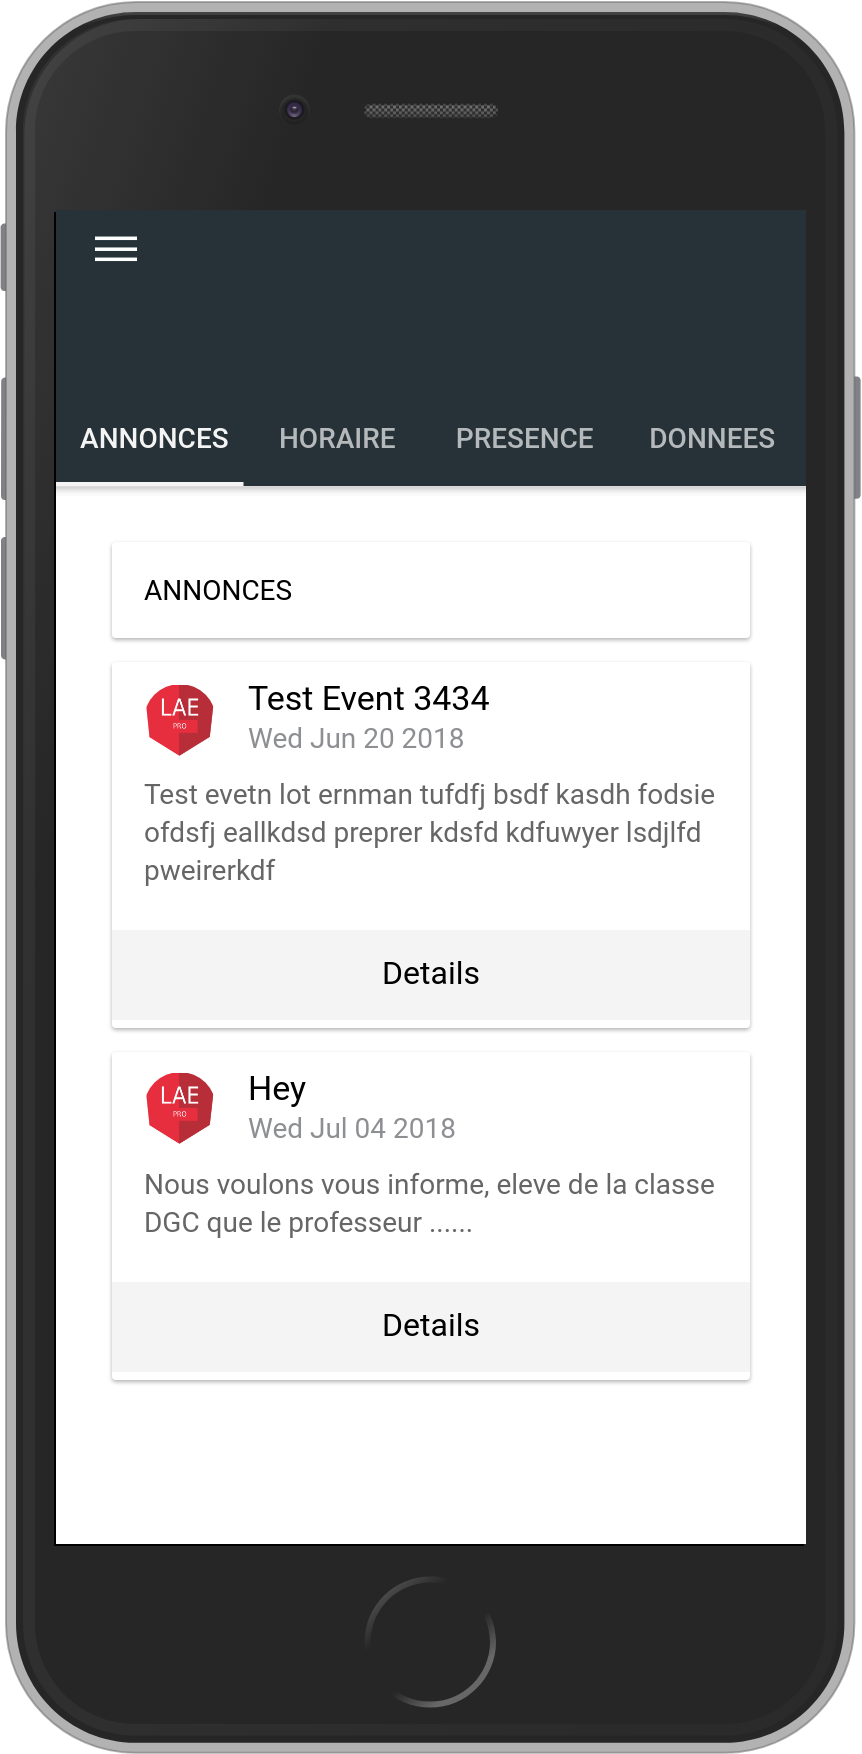 ANNONCES HORAIRE PRESENCE DONNEES
ANNONCES
LAE
PRO
Test Event 3434
Wed Jun 20 2018
Test evetn lot ernman tufdfj bsdf kasdh fodsie
ofdsfj eallkdsd preprer kdsfd kdfuwyer lsdjlfd
pweirerkdf
Details
LAE
PRO
Hey
Wed Jul 04 2018
Nous voulons vous informe, eleve de la classe
DGC que le professeur ......
Details